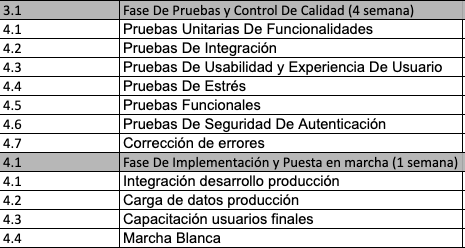 3.1 Fase De Pruebas y Control De Calidad (4 semana)
4.1 Pruebas Unitarias De Funcionalidades
4.2 Pruebas De Integración
4.3 Pruebas De Usabilidad y Experiencia De Usuario
4.4 Pruebas De Estrés
4.5 Pruebas Funcionales
4.6 Pruebas De Seguridad De Autenticación
4.7 Corrección de errores
4.1 Fase De Implementación y Puesta en marcha (1 semana)
4.1 Integración desarrollo producción
4.2 Carga de datos producción
4.3 Capacitación usuarios finales
4.4 Marcha Blanca